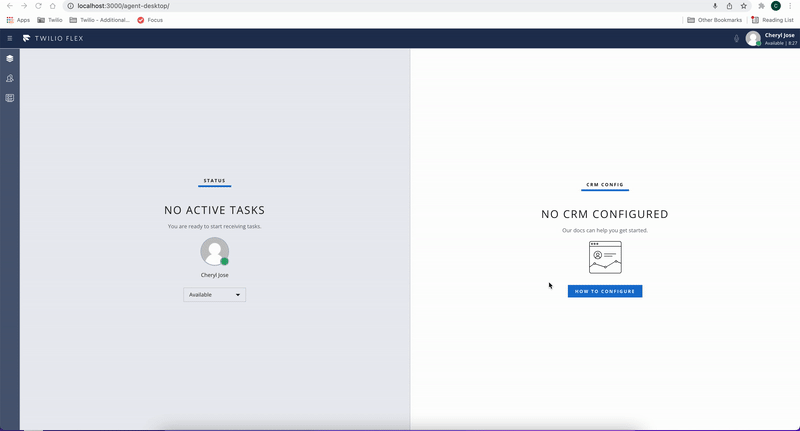 localhost:3000/agent-desktop/
C
Apps Twilio Twilio - Additional... Focus Other Bookmarks Reading List
TWILIO FLEX
Cheryl Jose
Available | 8:27
STATUS
NO ACTIVE TASKS
You are ready to start receiving tasks.
Cheryl Jose
Available
CRM CONFIG
NO CRM CONFIGURED
Our docs can help you get started.
HOW TO CONFIGURE